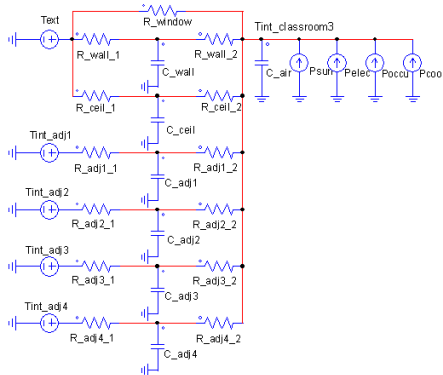 Text
R_window
Tint_classroom3
R_wall_1
R_wall_2
C_wall
C_air
Psun
Pelec
Poccu
Pcoo
R_ceil_1
R_ceil_2
C_ceil
Tint_adj1
R_adj1_1
R_adj1_2
C_adj1
Tint_adj2
R_adj2_1
R_adj2_2
C_adj2
Tint_adj3
R_adj3_1
R_adj3_2
C_adj3
Tint_adj4
R_adj4_1
R_adj4_2
C_adj4